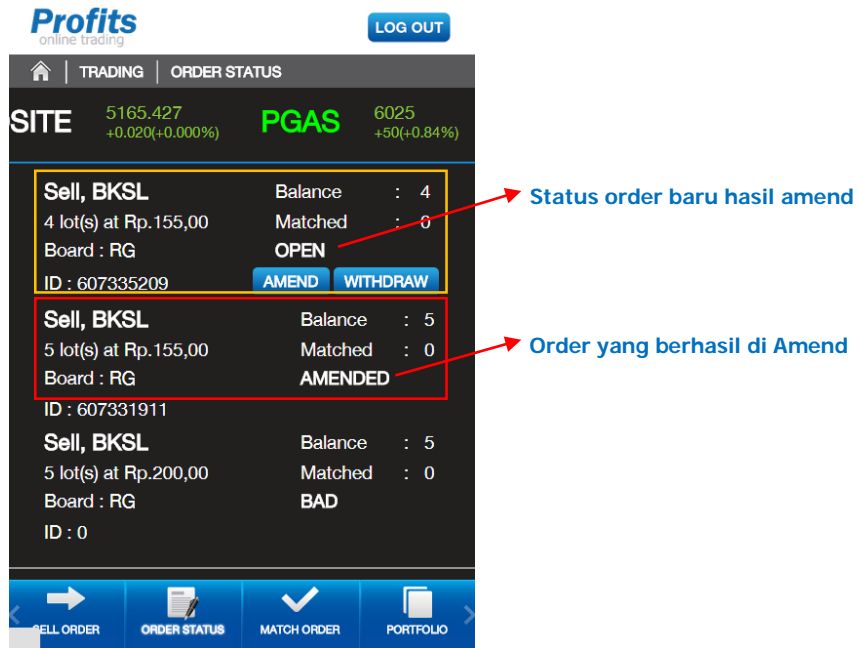 Profits
online trading
LOG OUT
TRADING | ORDER STATUS
SITE 5165.427 +0.020(+0.000%)
PGAS 6025 +50(+0.84%)
Sell, BKSL Balance : 4
4 lot(s) at Rp.155,00 Matched : 0
Board : RG OPEN
ID : 607335209 AMEND WITHDRAW
Status order baru hasil amend
Sell, BKSL Balance : 5
5 lot(s) at Rp.155,00 Matched : 0
Board : RG AMENDED
ID : 607331911
Order yang berhasil di Amend
Sell, BKSL Balance : 5
5 lot(s) at Rp.200,00 Matched : 0
Board : RG BAD
ID : 0
SELL ORDER ORDER STATUS MATCH ORDER PORTFOLIO